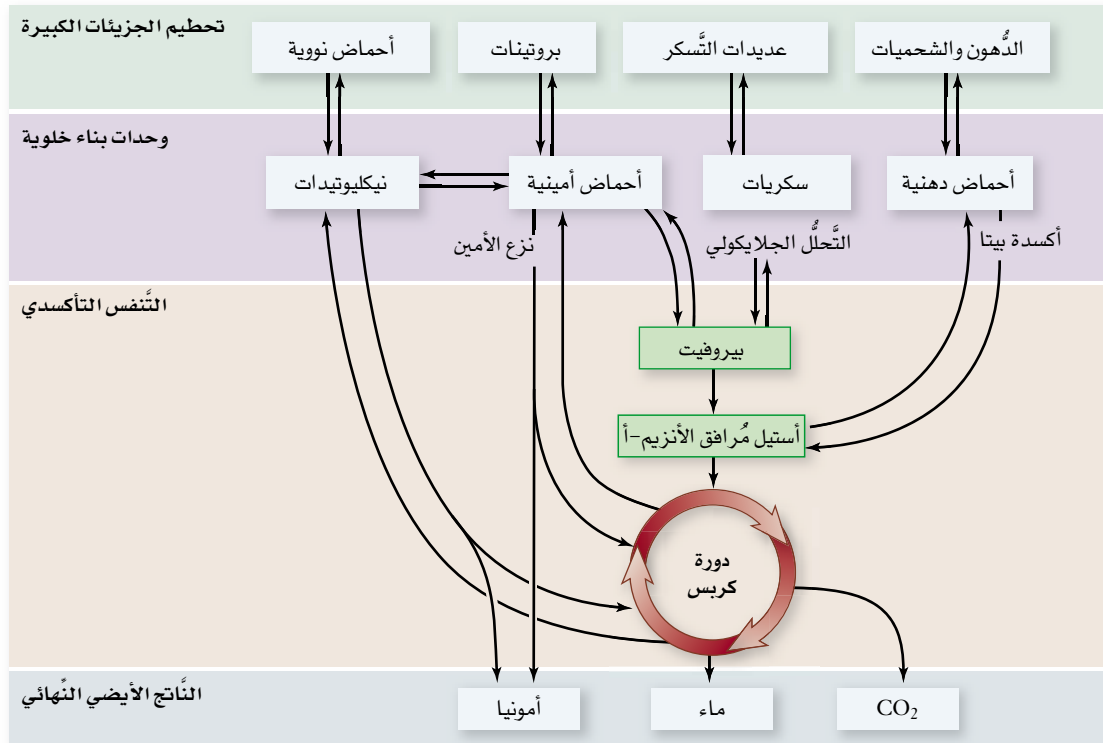 تحطيم الجزيئات الكبيرة
الدُّهون والشحميات
عديدات التَّسكر
بروتينات
أحماض نووية
وحدات بناء خلوية
أحماض دهنية
سكريات
أحماض أمينية
نيكليوتيدات
أكسدة بيتا
التَّحلُّل الجلايكولي
نزع الأمين
التَّنفس التأكسدي
بيروفيت
أستيل مُرافق الأنزيم-أ
دورة
كربس
النَّاتج الأيضي النِّهائي
CO₂
ماء
أمونيا